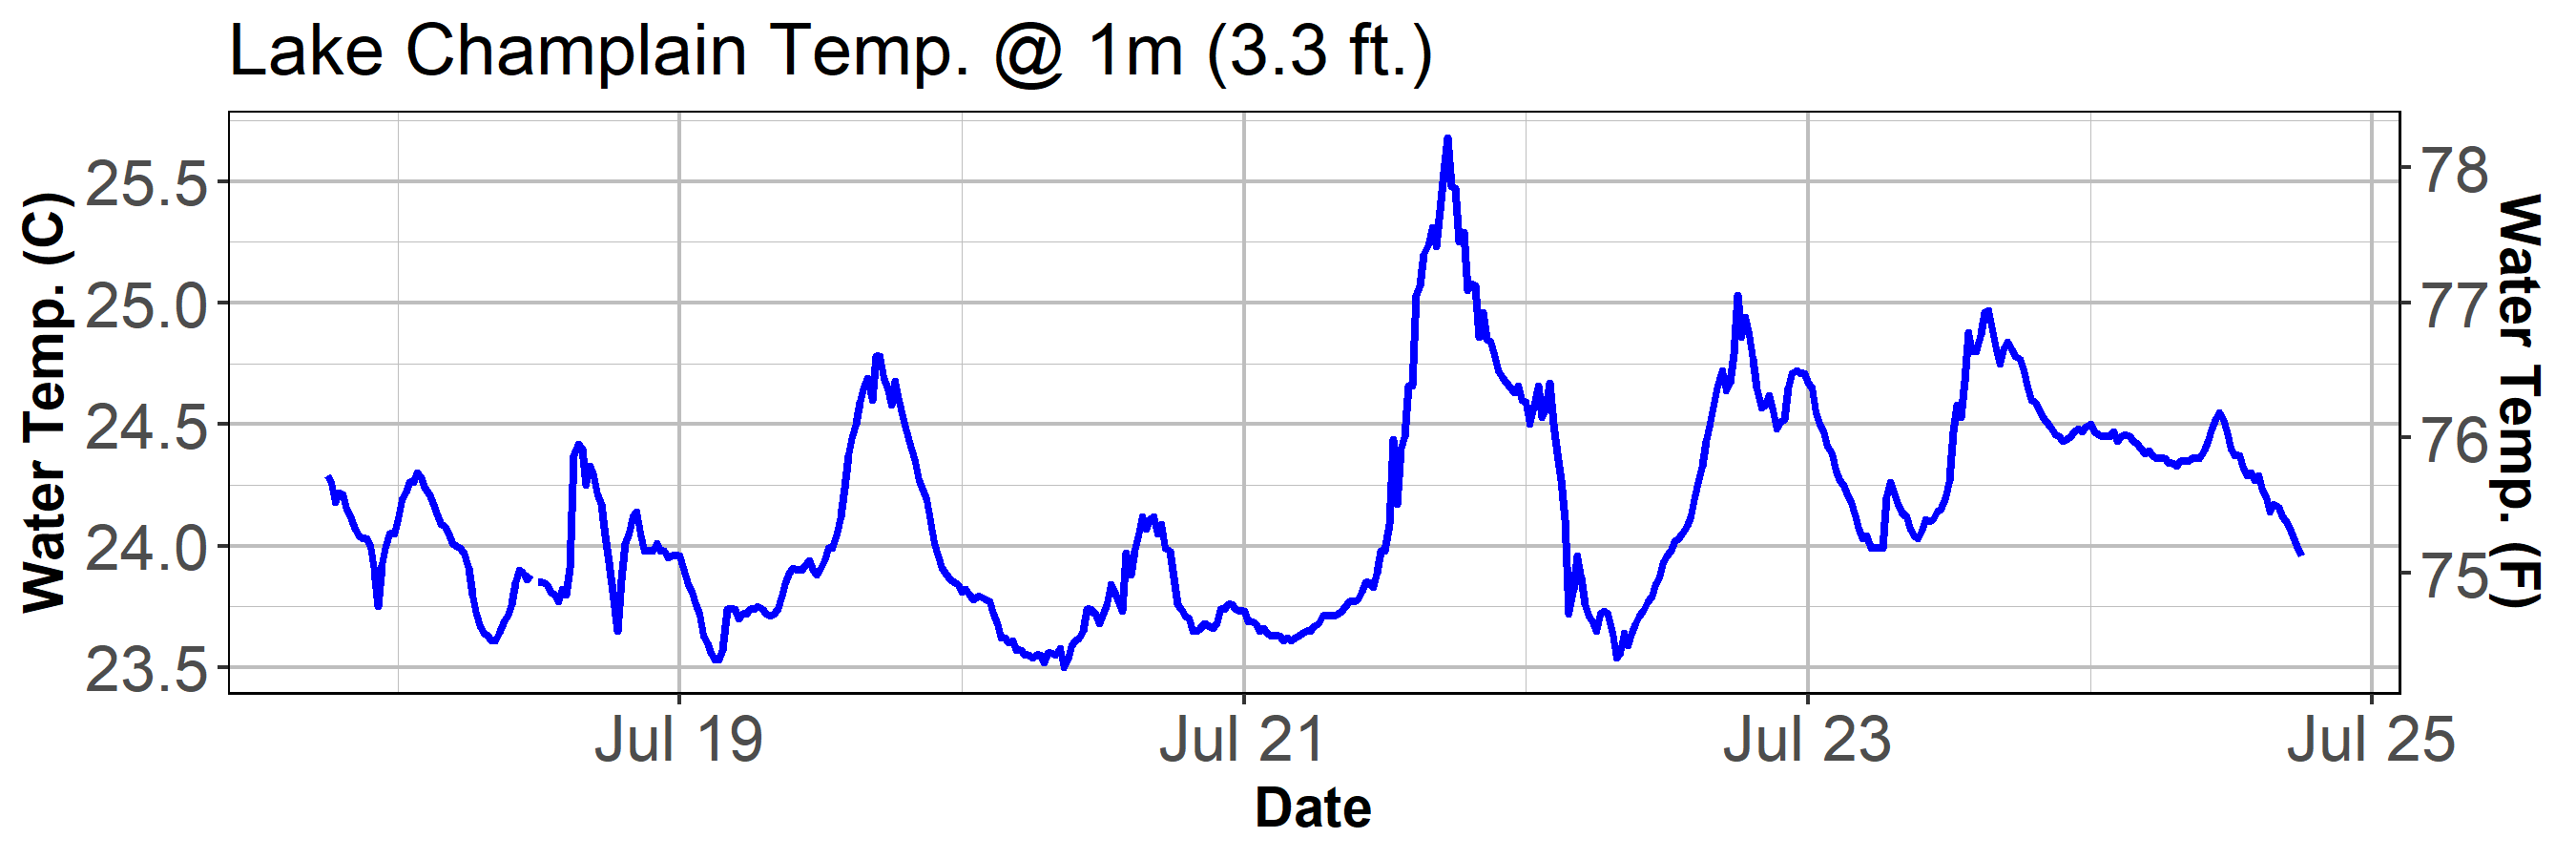 Lake Champlain Temp. @ 1m (3.3 ft.)
Water Temp. (C)
25.5
25.0
24.5
24.0
23.5
78
77
76
75
Water Temp. (F)
Jul 19
Jul 21
Jul 23
Jul 25
Date